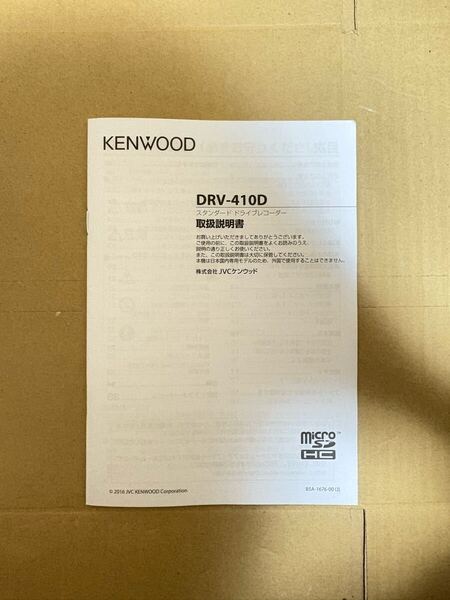 KENWOOD
DRV-410D
スタンダード ドライブレコーダー
取扱説明書
お買い上げいただきましてありがとうございます。
ご使用の前に、この取扱説明書をよくお読みのうえ、
説明の通り正しくお使いください。
また、この取扱説明書は大切に保管してください。
本機は日本国内専用モデルのため、外国で使用することはできません。
株式会社 JVCケンウッド
micro SD HC ™
© 2016 JVC KENWOOD Corporation
B5A-1676-00 (J)